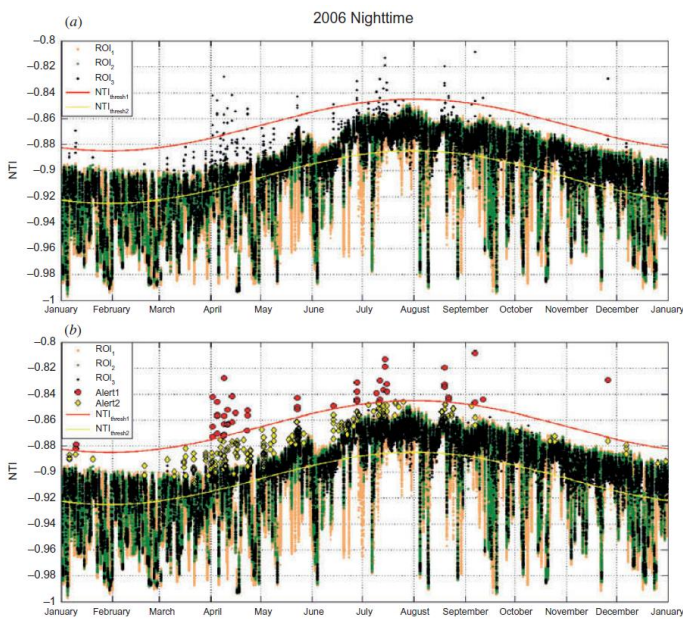 2006 Nighttime
(a)
−0.8
−0.82
−0.84
−0.86
−0.88
−0.9
−0.92
−0.94
−0.96
−0.98
−1
NTI
ROI1
ROI2
ROI3
NTIthresh1
NTIthresh2
January February March April May June July August September October November December January
(b)
−0.8
−0.82
−0.84
−0.86
−0.88
−0.9
−0.92
−0.94
−0.96
−0.98
−1
NTI
ROI1
ROI2
ROI3
Alert1
Alert2
NTIthresh1
NTIthresh2
January February March April May June July August September October November December January